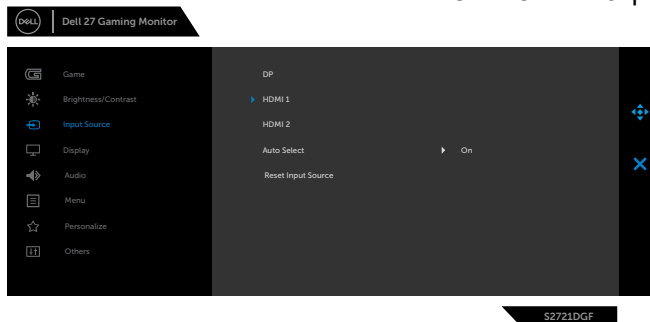 DELL
Dell 27 Gaming Monitor
Game
DP
Brightness/Contrast
HDMI 1
Input Source
HDMI 2
Display
Auto Select
On
Audio
Reset Input Source
Menu
Personalize
Others
S2721DGF